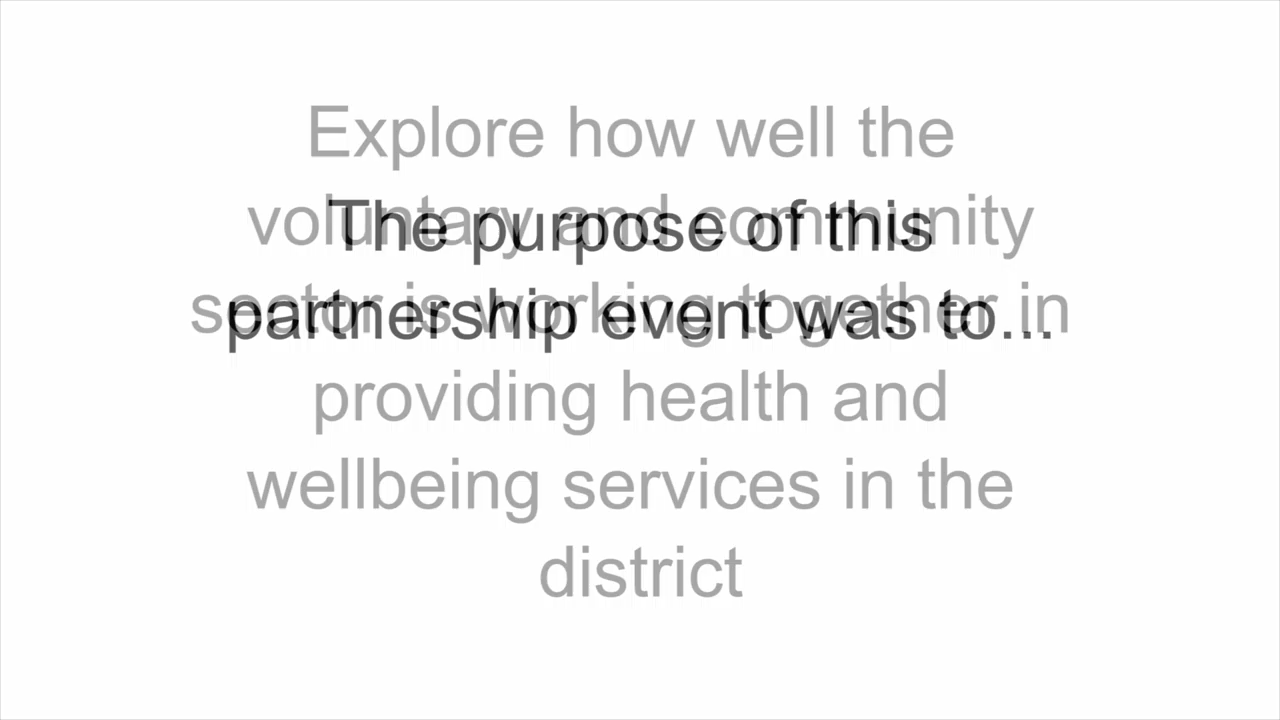 The purpose of this
partnership event was to...
Explore how well the
voluntary and community
sector is working together in
providing health and
wellbeing services in the
district